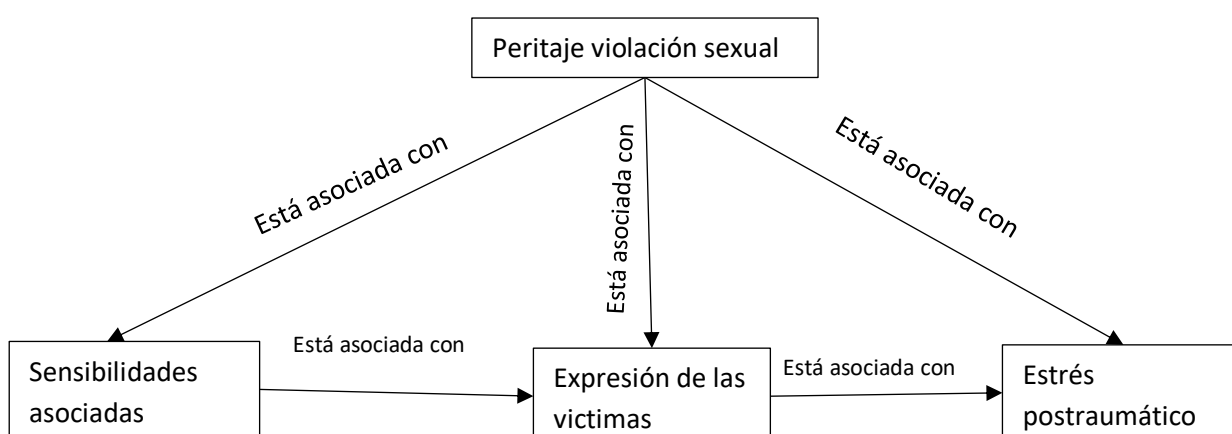 Peritaje violación sexual
Está asociada con
Está asociada con
Está asociada con
Sensibilidades
asociadas
Está asociada con
Expresión de las
victimas
Está asociada con
Estrés
postraumático